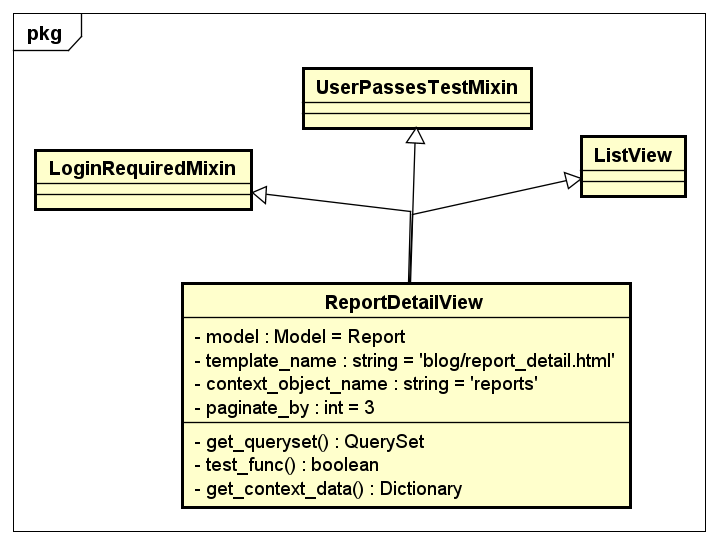 pkg
UserPassesTestMixin
LoginRequiredMixin
ListView
ReportDetailView
- model : Model = Report
- template_name : string = 'blog/report_detail.html'
- context_object_name : string = 'reports'
- paginate_by : int = 3
- get_queryset() : QuerySet
- test_func() : boolean
- get_context_data() : Dictionary